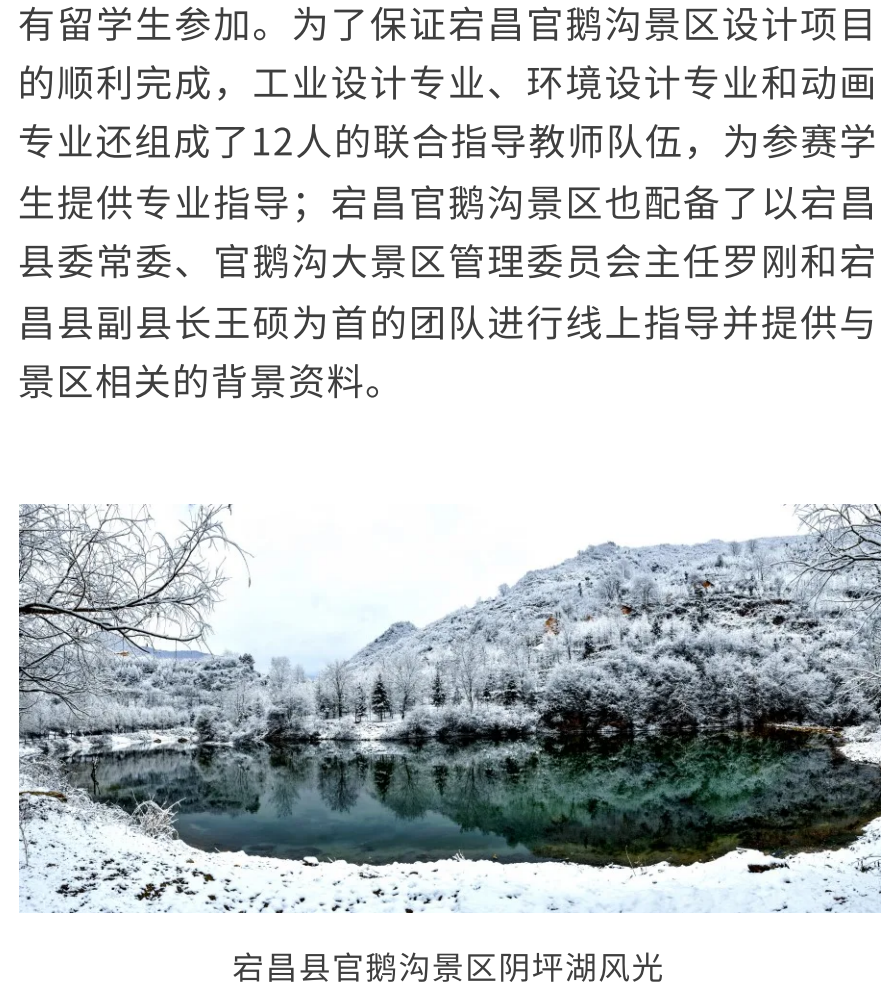 有留学生参加。为了保证宕昌官鹅沟景区设计项目
的顺利完成，工业设计专业、环境设计专业和动画
专业还组成了12人的联合指导教师队伍，为参赛学
生提供专业指导；宕昌官鹅沟景区也配备了以宕昌
县委常委、官鹅沟大景区管理委员会主任罗刚和宕
昌县副县长王硕为首的团队进行线上指导并提供与
景区相关的背景资料。
宕昌县官鹅沟景区阴坪湖风光